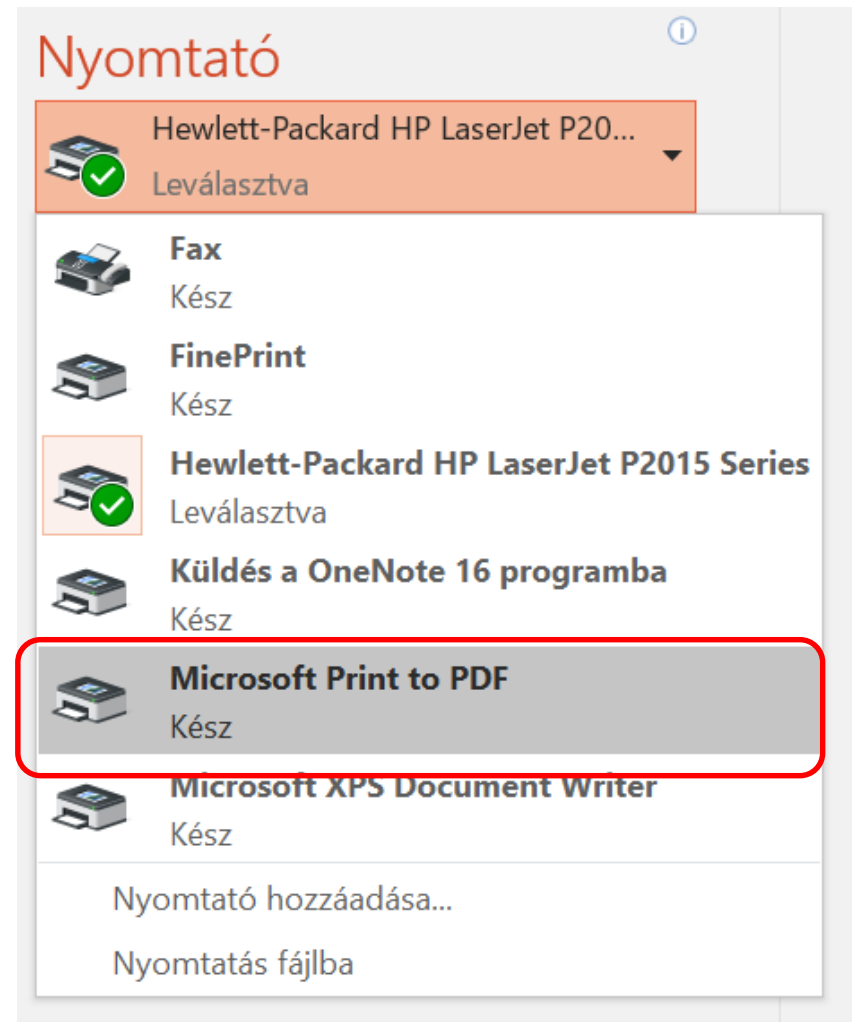 Nyomtató
Hewlett-Packard HP LaserJet P20...
Leválasztva
Fax
Kész
FinePrint
Kész
Hewlett-Packard HP LaserJet P2015 Series
Leválasztva
Küldés a OneNote 16 programba
Kész
Microsoft Print to PDF
Kész
Microsoft XPS Document Writer
Kész
Nyomtató hozzáadása...
Nyomtatás fájlba